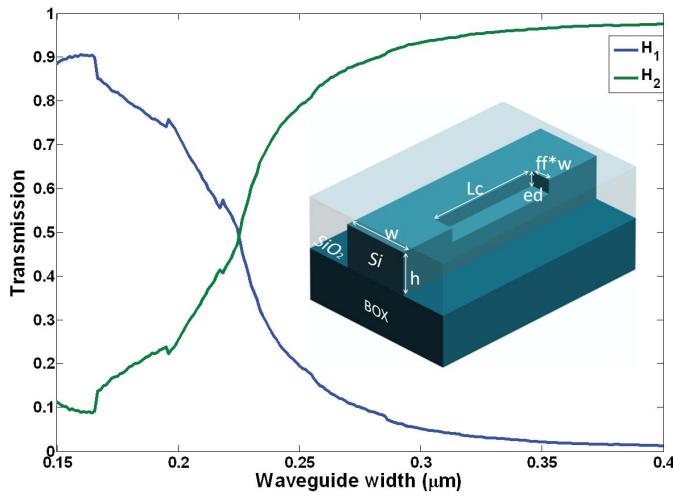 1
0.9
0.8
0.7
0.6
0.5
0.4
0.3
0.2
0.1
0
Transmission
0.15
0.2
0.25
0.3
0.35
0.4
Waveguide width (μm)
H₁
H₂
ff*w
Lc
ed
w
SiO₂
Si
h
BOX